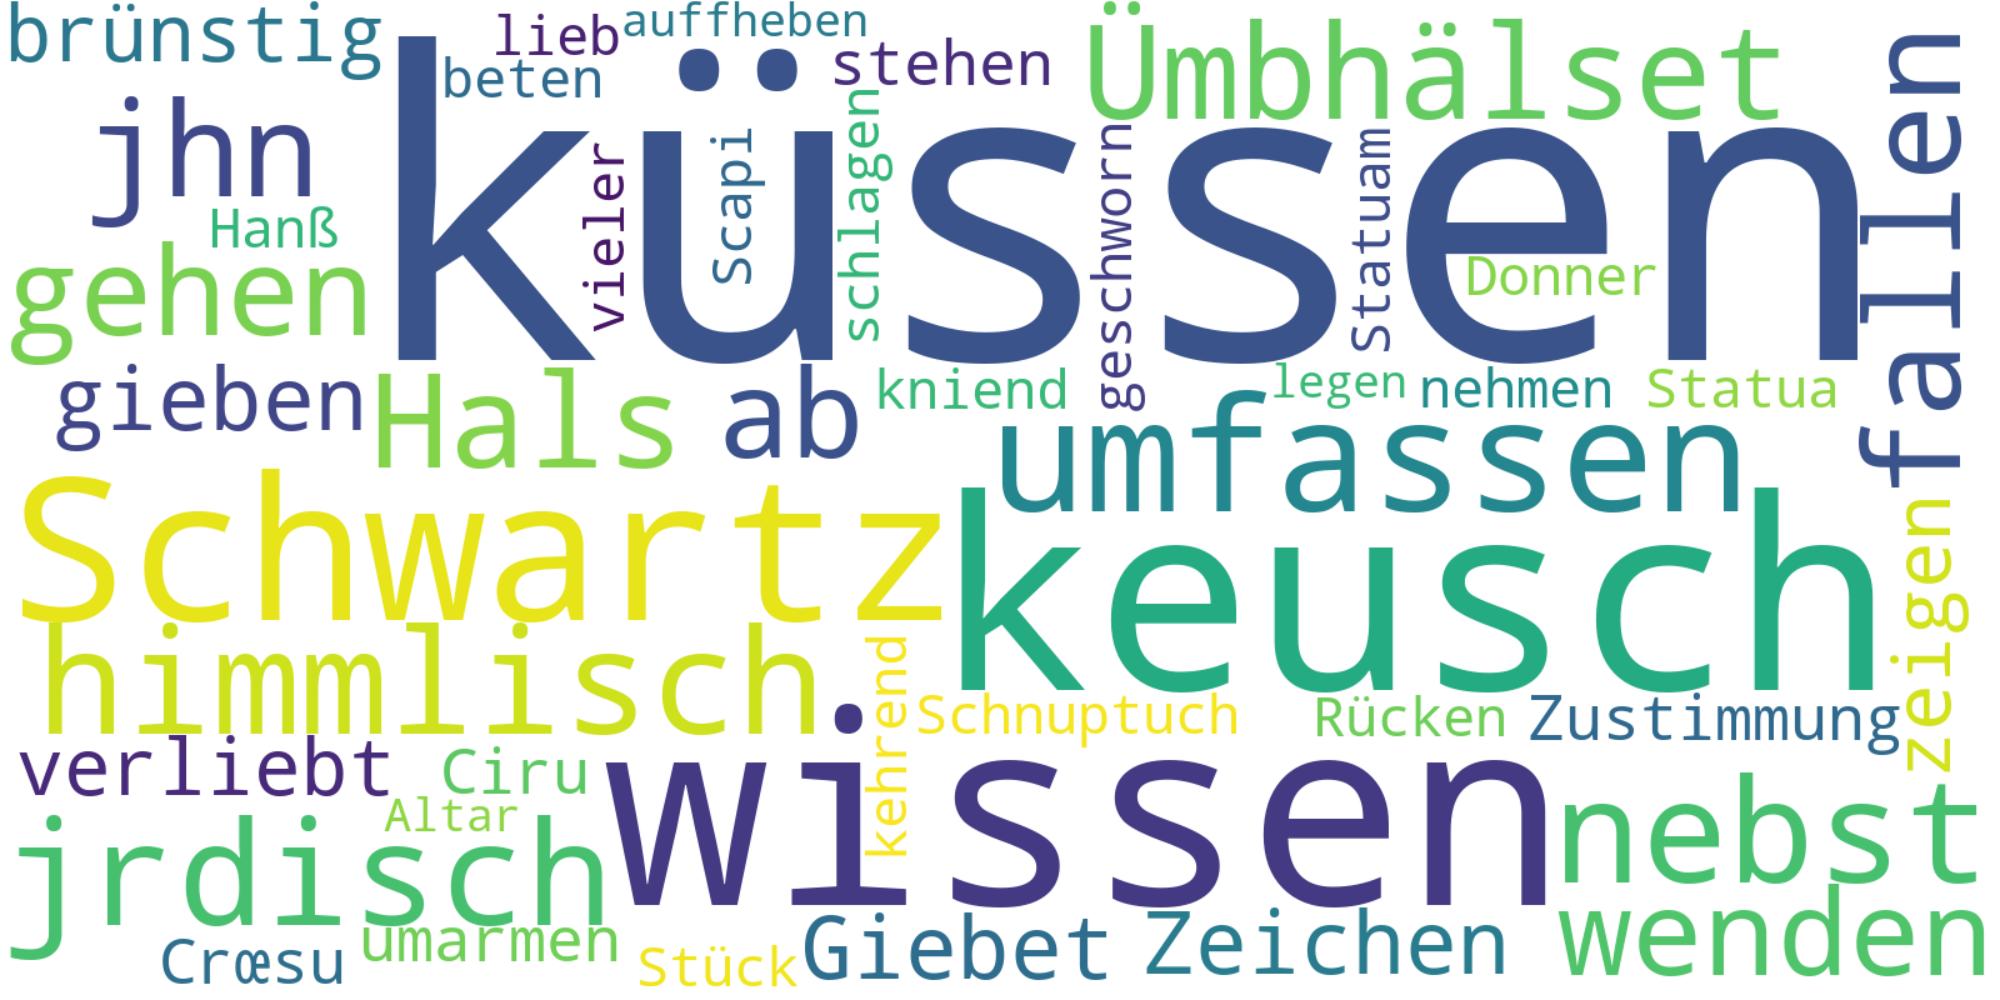 brünstig
lieb
auffheben
beten
stehen
Ümbhälset
jhn
küssen
fallen
Hanß
vieler
Scapi
schlagen
geschworn
Statuam
Donner
gehen
gieben
Hals
ab
kniend
legen
nehmen
Statua
umfassen
Schwartz
keusch
zeigen
himmlisch
kehrend
Schnuptuch
Rücken
Zustimmung
verliebt
Ciru
wissen
nebst
Altar
jrdisch
wenden
Crœsu
umarmen
Stück
Giebet
Zeichen